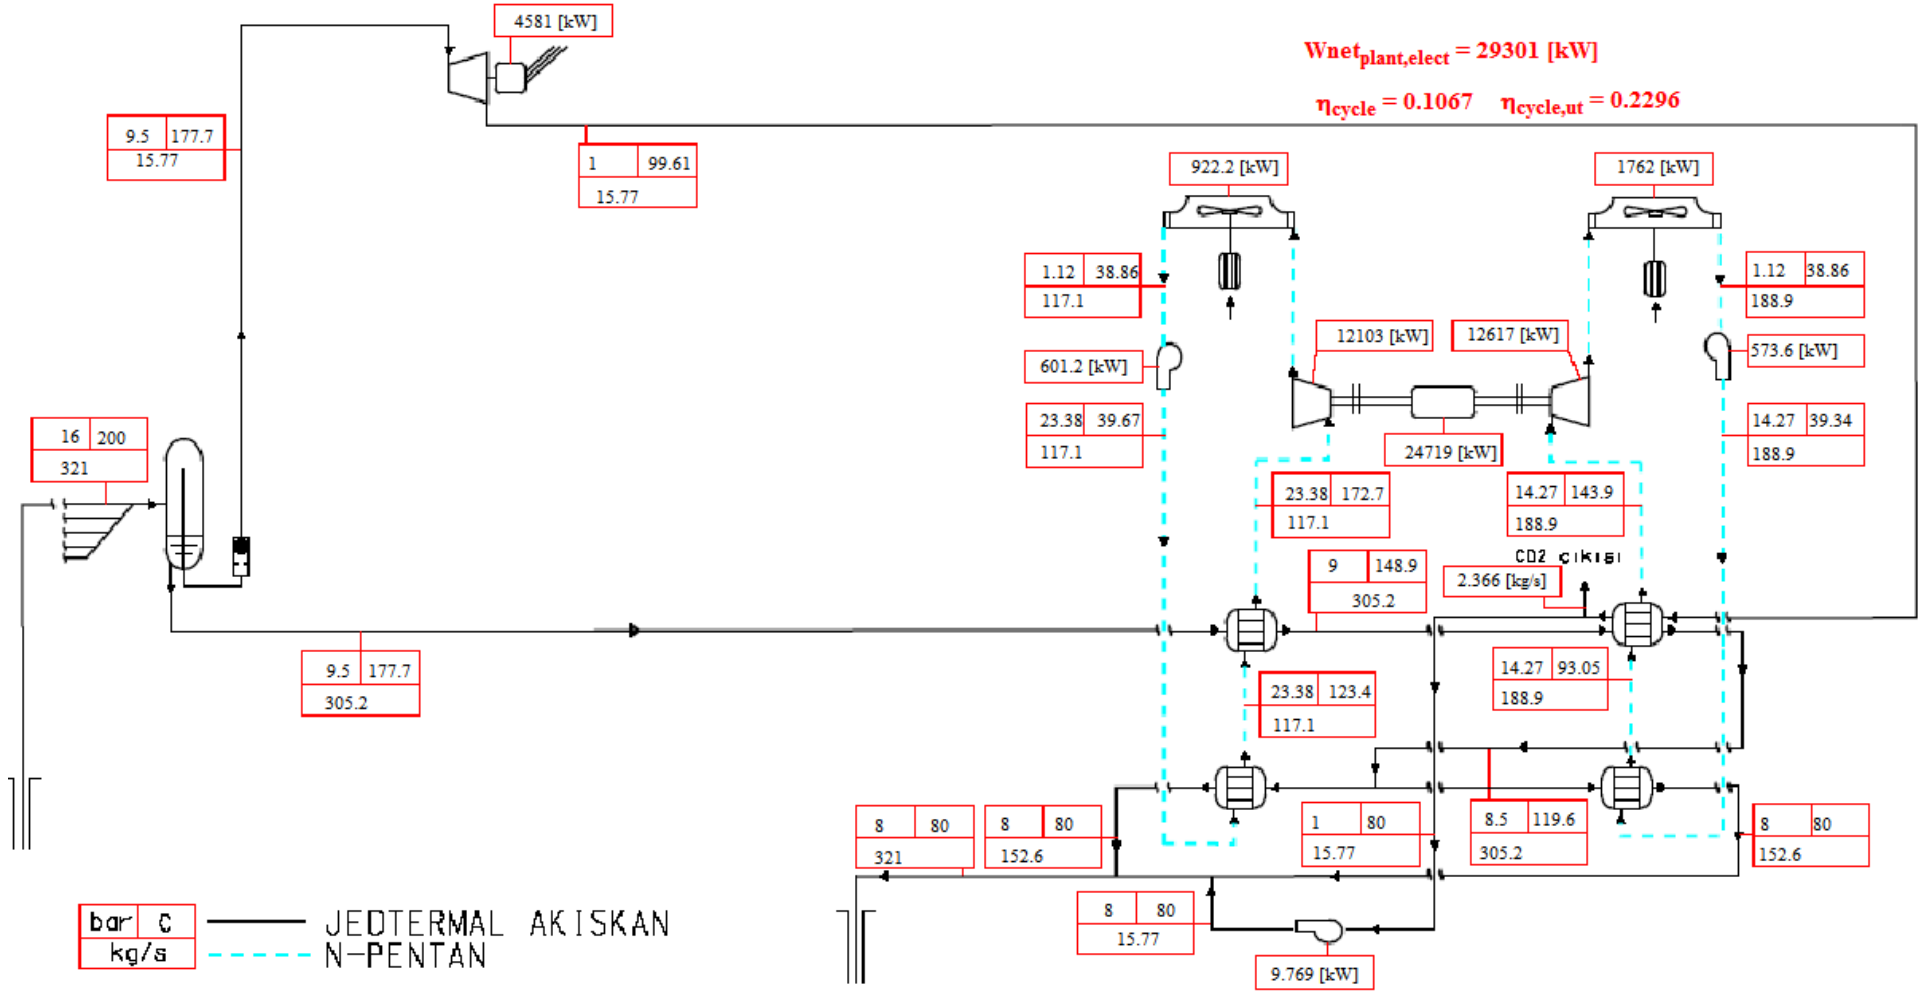 4581 [kW]
Wnetplant,elect = 29301 [kW]
ηcycle = 0.1067 ηcycle,ut = 0.2296
9.5 177.7
15.77
1 99.61
15.77
922.2 [kW]
1762 [kW]
1.12 38.86
117.1
1.12 38.86
188.9
12103 [kW]
12617 [kW]
601.2 [kW]
573.6 [kW]
23.38 39.67
117.1
14.27 39.34
188.9
24719 [kW]
16 200
321
23.38 172.7
117.1
14.27 143.9
188.9
CO2 ÇIKIŞI
9 148.9
305.2
2.366 [kg/s]
9.5 177.7
305.2
23.38 123.4
117.1
14.27 93.05
188.9
8 80
321
8 80
152.6
1 80
15.77
8.5 119.6
305.2
8 80
152.6
8 80
15.77
9.769 [kW]
bar C
kg/s
JEOTERMAL AKISKAN
N-PENTAN